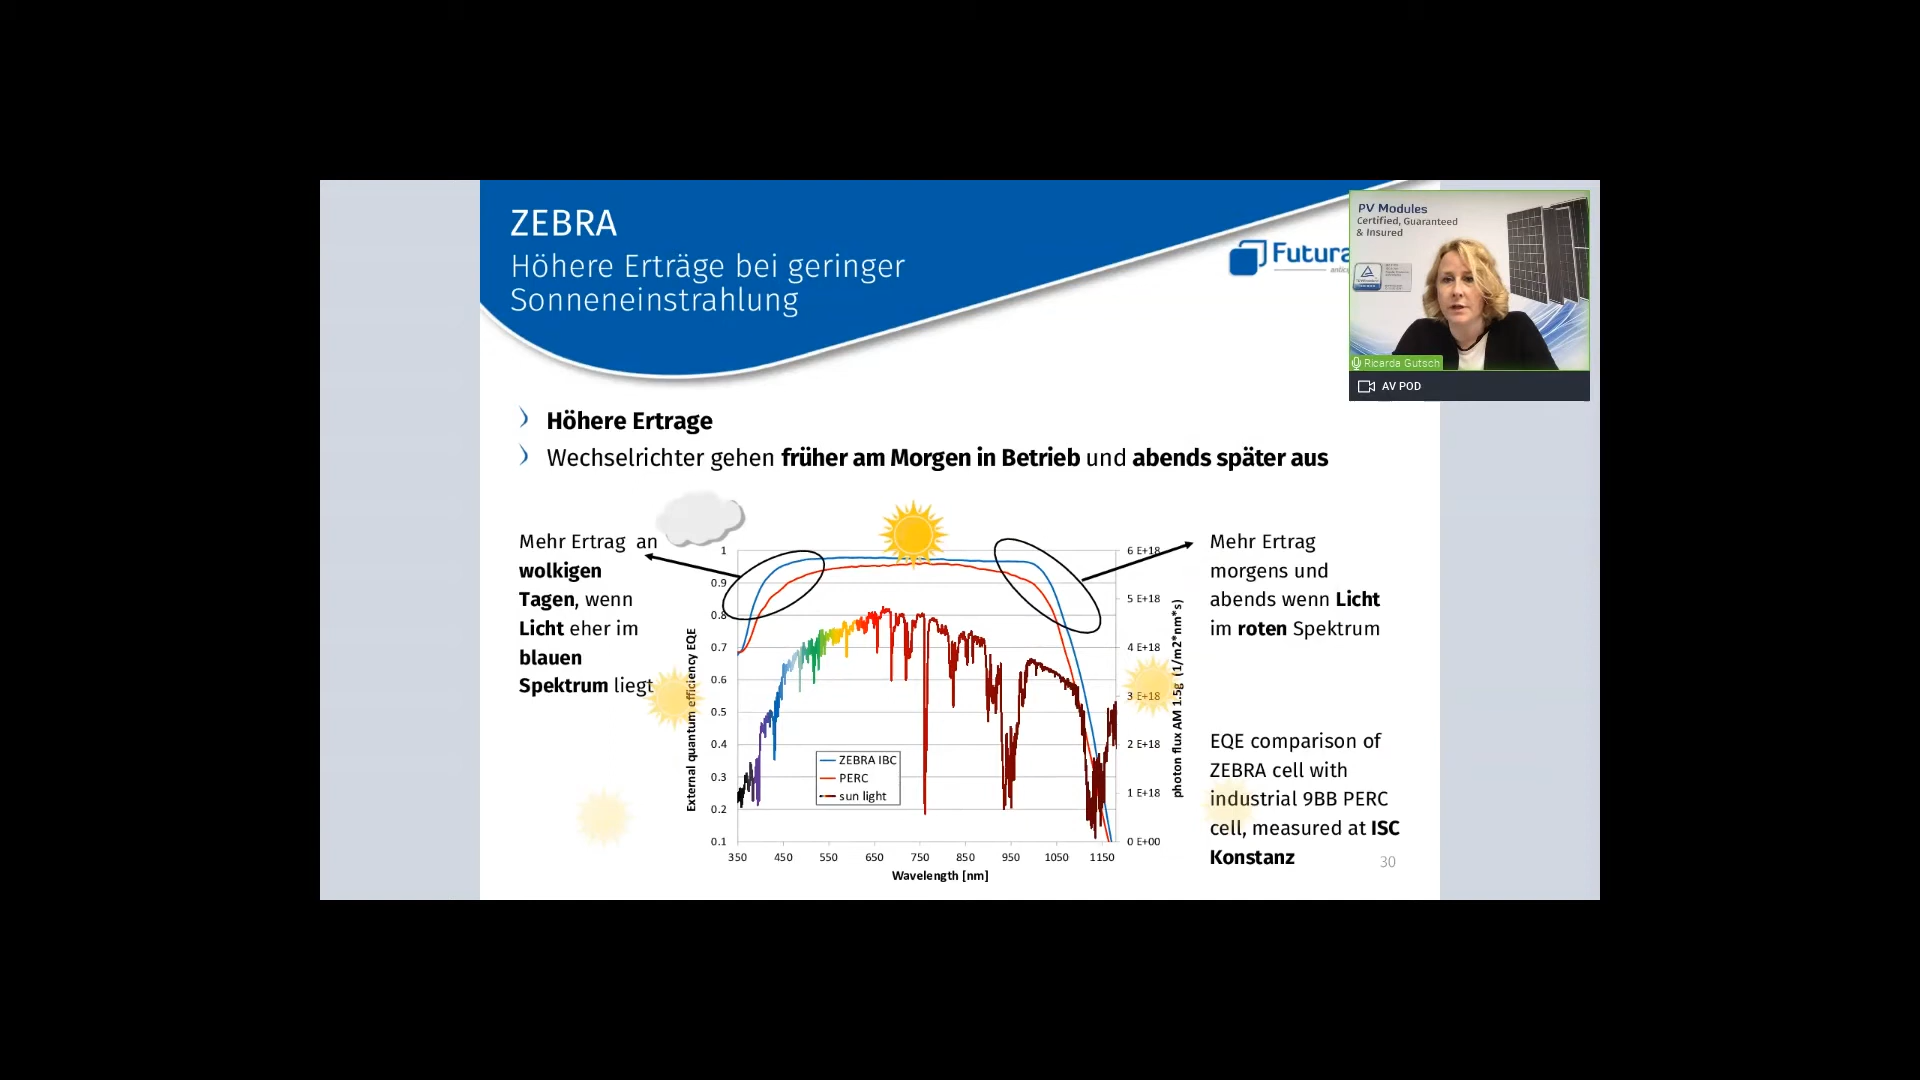 ZEBRA
Höhere Erträge bei geringer
Sonneneinstrahlung
Futura
PV Modules
Certified, Guaranteed
& Insured
Ricarda Gutsch
AV POD
Höhere Ertrage
Wechselrichter gehen früher am Morgen in Betrieb und abends später aus
Mehr Ertrag an
wolkigen
Tagen, wenn
Licht eher im
blauen
Spektrum liegt
External quantum efficiency EQE
1
0.9
0.8
0.7
0.6
0.5
0.4
0.3
0.2
0.1
ZEBRA IBC
PERC
sun light
350 450 550 650 750 850 950 1050 1150
Wavelength [nm]
6 E+18
5 E+18
4 E+18
3 E+18
2 E+18
1 E+18
0 E+00
photon flux AM 1.5g (1/m2*nm*s)
Mehr Ertrag
morgens und
abends wenn Licht
im roten Spektrum
EQE comparison of
ZEBRA cell with
industrial 9BB PERC
cell, measured at ISC
Konstanz
30